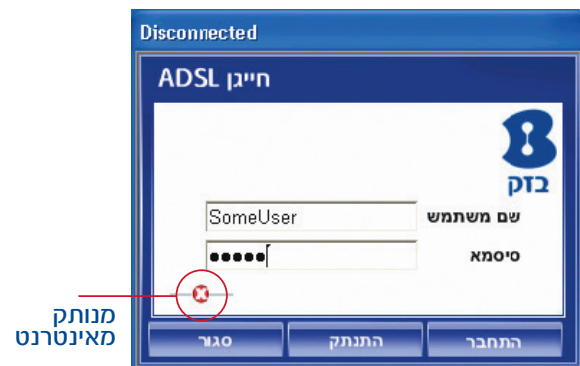 Disconnected
חייגן ADSL
בזק
שם משתמש SomeUser
סיסמא •••••
מנותק
מאינטרנט
התחבר התנתק סגור